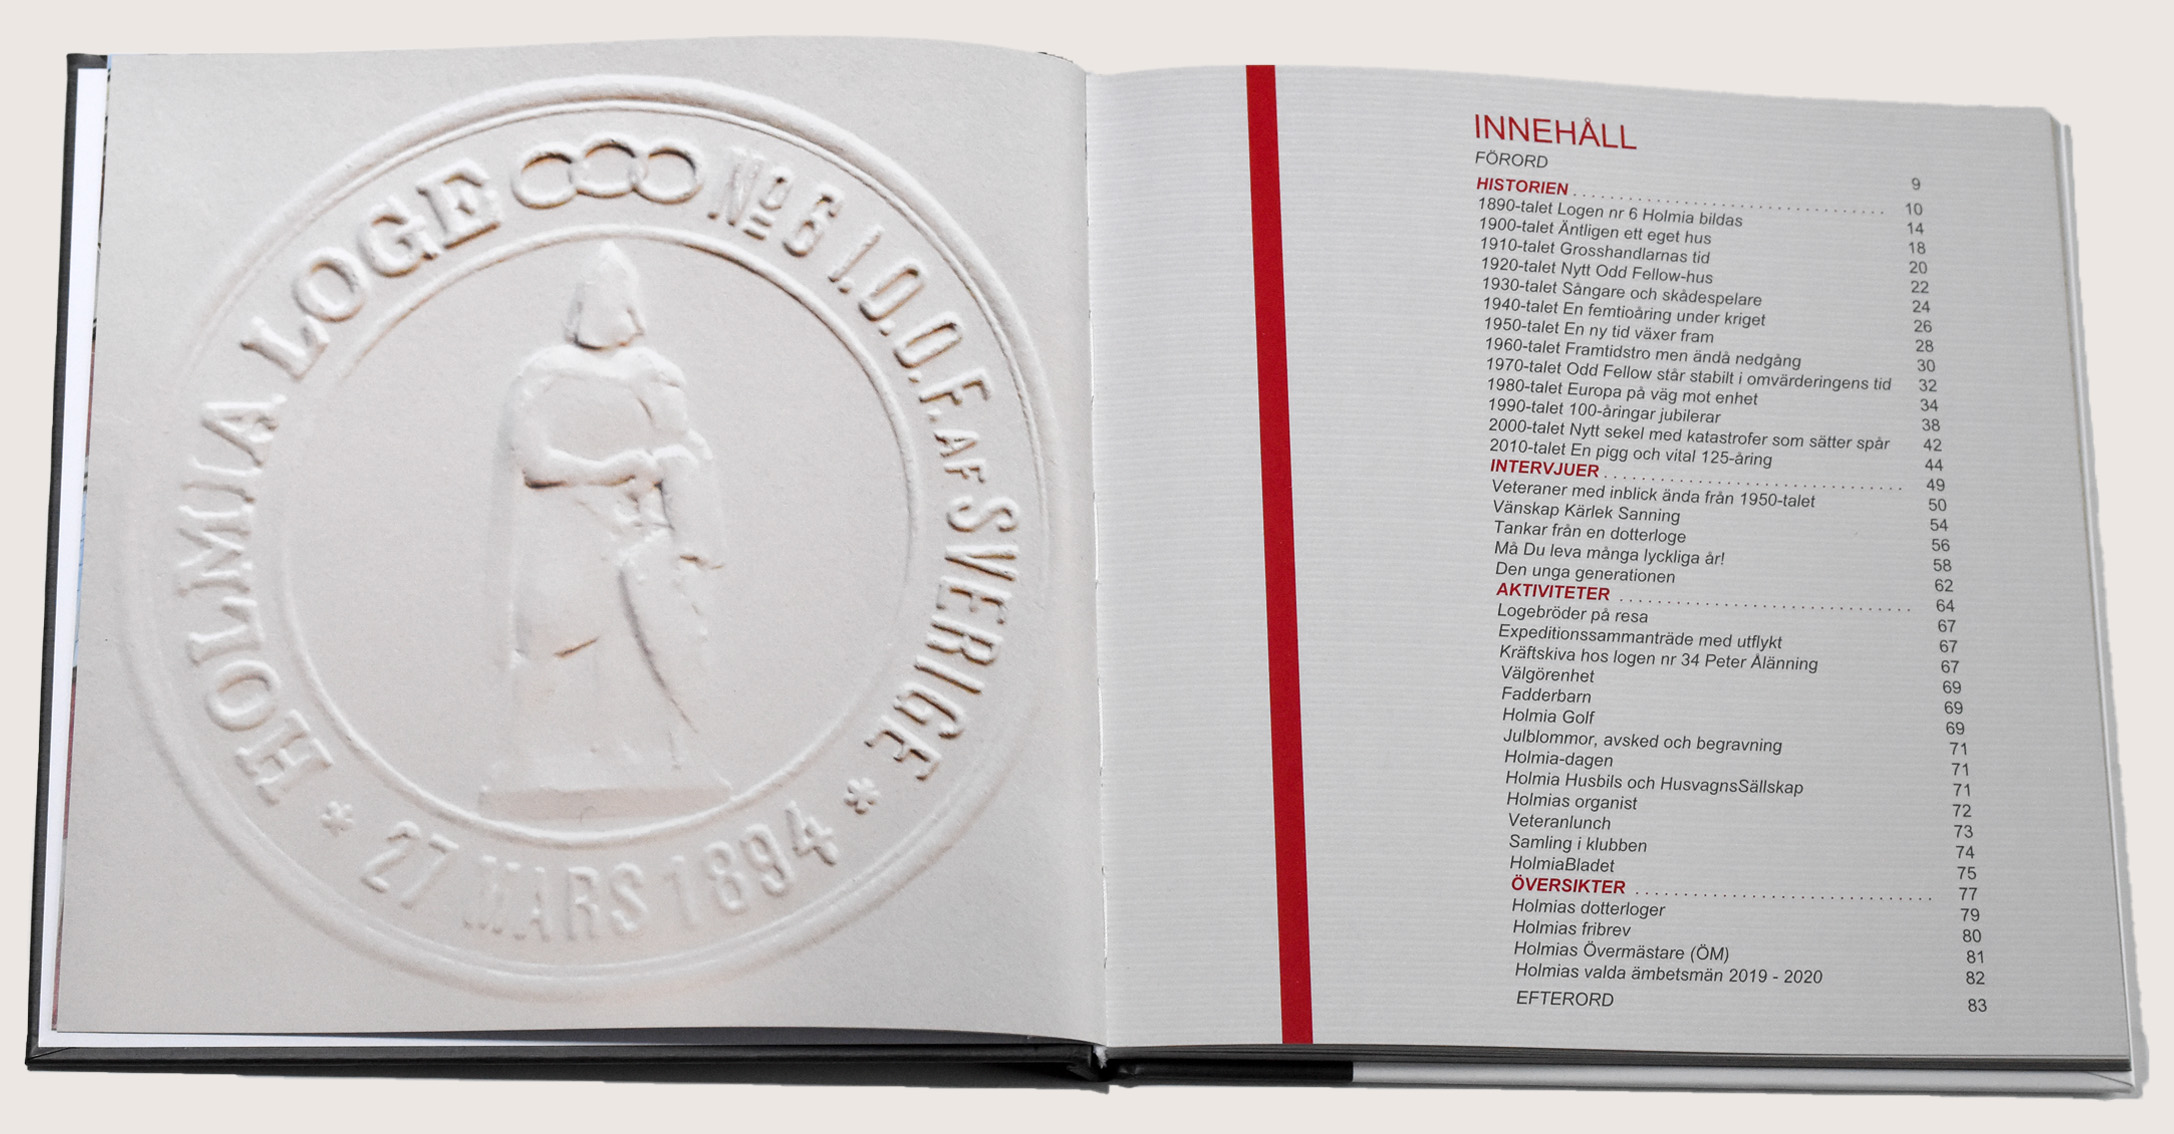 HOLMIA LOGE Nº 6 I.O.O.F. AF SVERIGE
* 27 MARS 1894 *
INNEHÅLL
FÖRORD 9
HISTORIEN . . . . . . . . . . . . . . . . . . . . . . . . . . . . . . . . 10
1890-talet Logen nr 6 Holmia bildas 14
1900-talet Äntligen ett eget hus 18
1910-talet Grosshandlarnas tid 20
1920-talet Nytt Odd Fellow-hus 22
1930-talet Sångare och skådespelare 24
1940-talet En femtioåring under kriget 26
1950-talet En ny tid växer fram 28
1960-talet Framtidstro men ändå nedgång 30
1970-talet Odd Fellow står stabilt i omvärderingens tid 32
1980-talet Europa på väg mot enhet 34
1990-talet 100-åringar jubilerar 38
2000-talet Nytt sekel med katastrofer som sätter spår 42
2010-talet En pigg och vital 125-åring 44
INTERVJUER . . . . . . . . . . . . . . . . . . . . . . . . . . . . . . 49
Veteraner med inblick ända från 1950-talet 50
Vänskap Kärlek Sanning 54
Tankar från en dotterloge 56
Må Du leva många lyckliga år! 58
Den unga generationen 62
AKTIVITETER . . . . . . . . . . . . . . . . . . . . . . . . . . . . . . 64
Logebröder på resa 67
Expeditionssammanträde med utflykt 67
Kräftskiva hos logen nr 34 Peter Ålänning 67
Välgörenhet 69
Fadderbarn 69
Holmia Golf 69
Julblommor, avsked och begravning 71
Holmia-dagen 71
Holmia Husbils och HusvagnsSällskap 71
Holmias organist 72
Veteranlunch 73
Samling i klubben 74
HolmiaBladet 75
ÖVERSIKTER . . . . . . . . . . . . . . . . . . . . . . . . . . . . . . 77
Holmias dotterloger 79
Holmias fribrev 80
Holmias Övermästare (ÖM) 81
Holmias valda ämbetsmän 2019 - 2020 82
EFTERORD 83